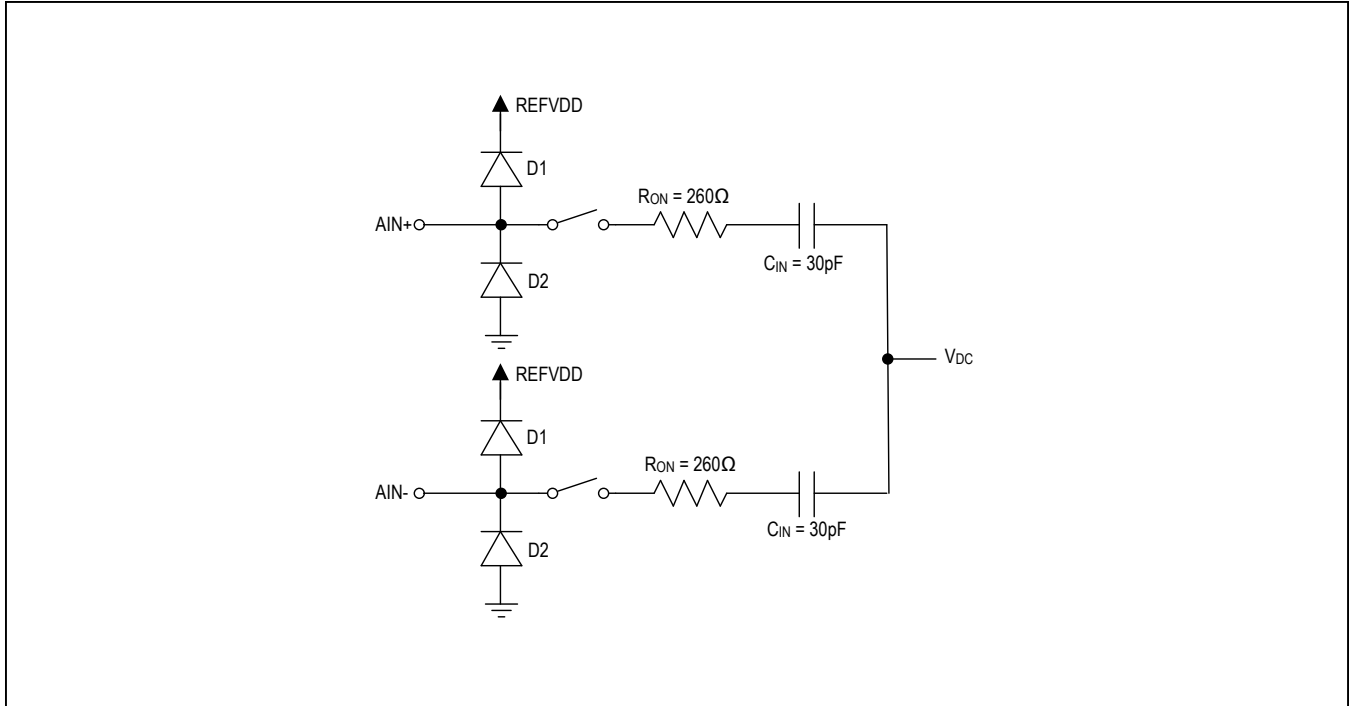 REFVDD
D1
RON = 260Ω
AIN+
CIN = 30pF
D2
VDC
REFVDD
D1
RON = 260Ω
AIN-
CIN = 30pF
D2